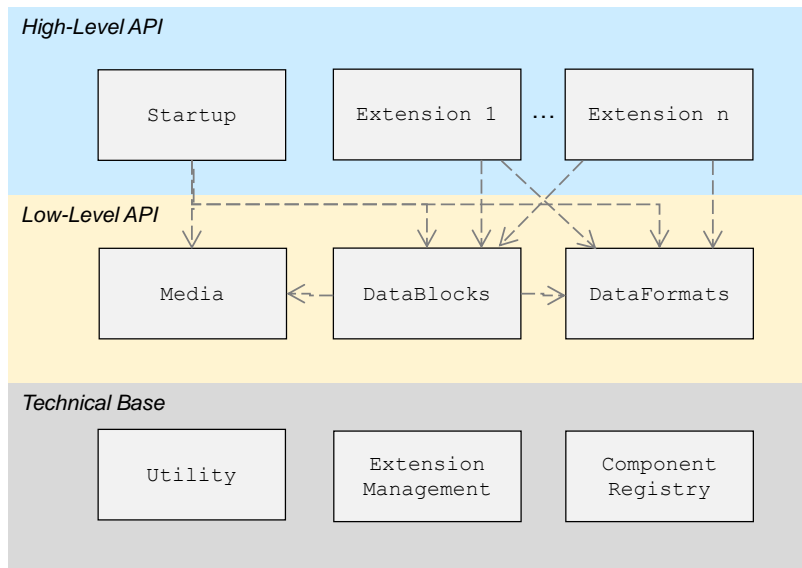 High-Level API
Startup
Extension 1
...
Extension n
Low-Level API
Media
DataBlocks
DataFormats
Technical Base
Utility
Extension
Management
Component
Registry